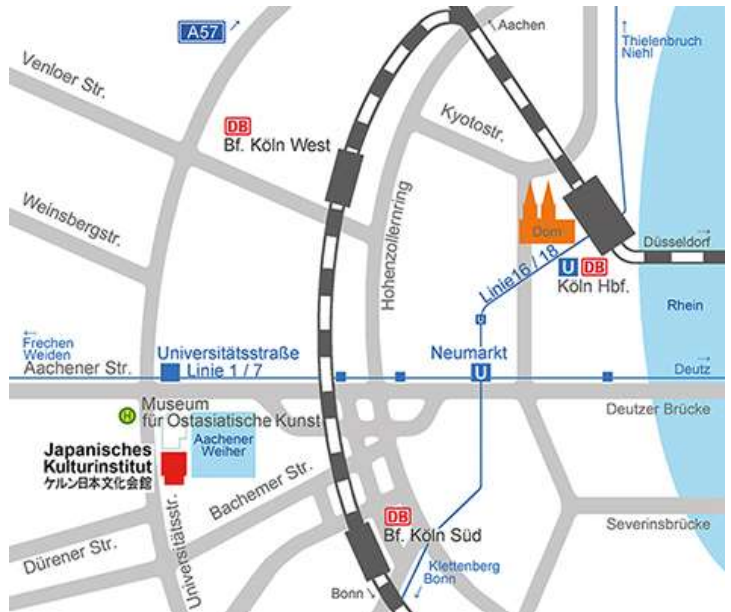 A57
Aachen
Thielenbruch
Niehl
Venloer Str.
DB
Bf. Köln West
Kyotostr.
Weinsbergstr.
Hohenzollernring
Dom
Düsseldorf
U DB
Köln Hbf.
Linie16 / 18
U
Rhein
Frechen
Weiden
Aachener Str.
Universitätsstraße
Linie 1 / 7
Neumarkt
U
Deutz
H
Museum
für Ostasiatische Kunst
Deutzer Brücke
Aachener
Weiher
Japanisches
Kulturinstitut
ケルン日本文化会館
Bachemer Str.
Universitätsstr.
Dürener Str.
DB
Bf. Köln Süd
Severinsbrücke
Klettenberg
Bonn
Bonn